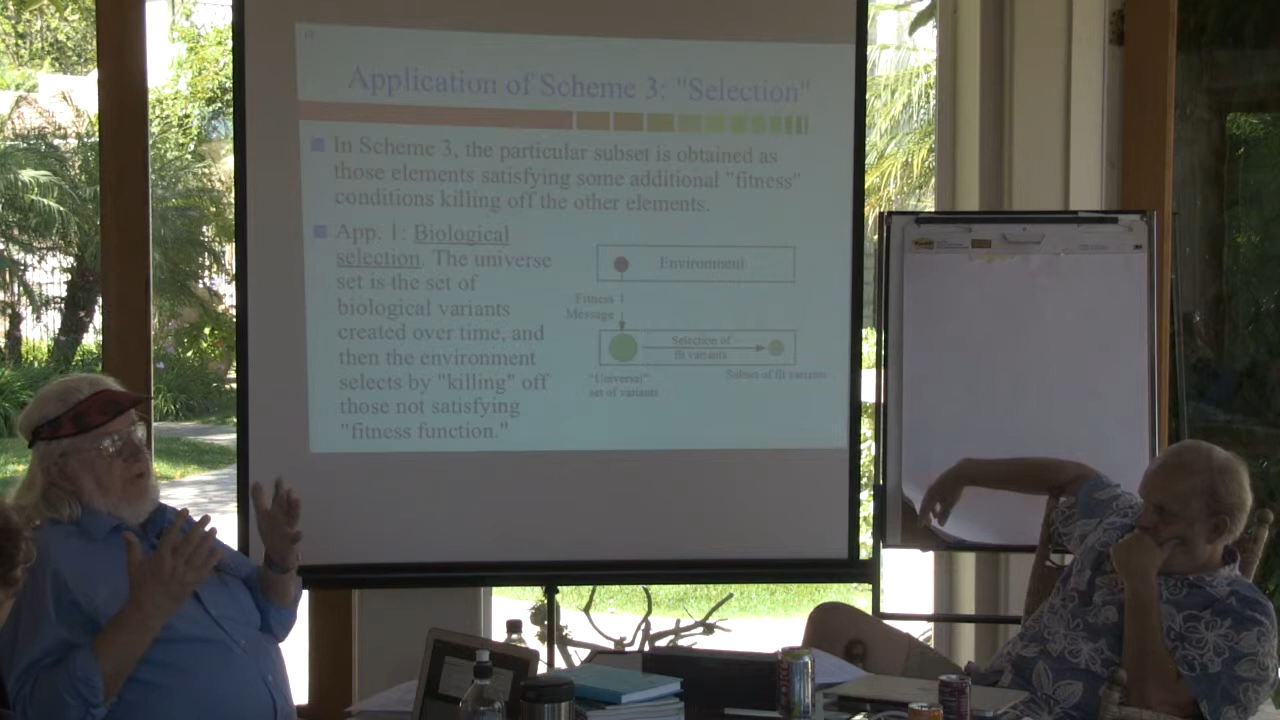 Application of Scheme 3: "Selection"
In Scheme 3, the particular subset is obtained as
those elements satisfying some additional "fitness"
conditions killing off the other elements.
App. 1: Biological
selection. The universe
set is the set of
biological variants
created over time, and
then the environment
selects by "killing" off
those not satisfying
"fitness function."
Environment
Fitness
Message
Selection of
fit variants
"Universal"
set of variants
Subset of fit variants